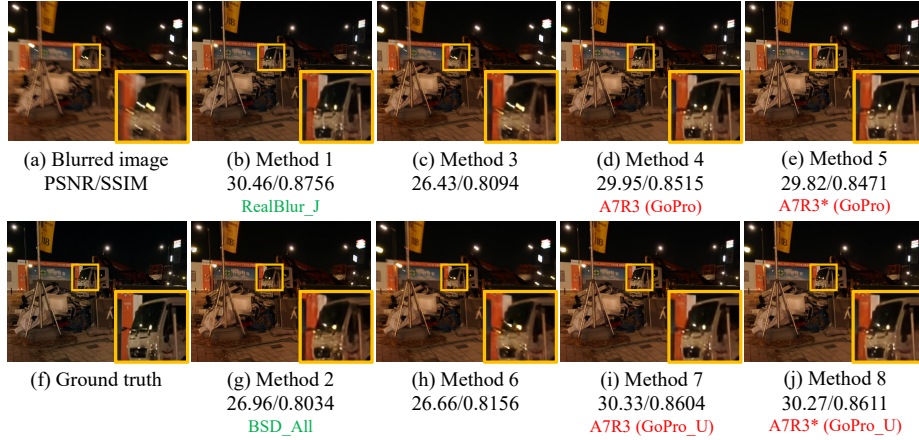 (a) Blurred image
PSNR/SSIM
(b) Method 1
30.46/0.8756
RealBlur_J
(c) Method 3
26.43/0.8094
(d) Method 4
29.95/0.8515
A7R3 (GoPro)
(e) Method 5
29.82/0.8471
A7R3* (GoPro)
(f) Ground truth
(g) Method 2
26.96/0.8034
BSD_All
(h) Method 6
26.66/0.8156
(i) Method 7
30.33/0.8604
A7R3 (GoPro_U)
(j) Method 8
30.27/0.8611
A7R3* (GoPro_U)